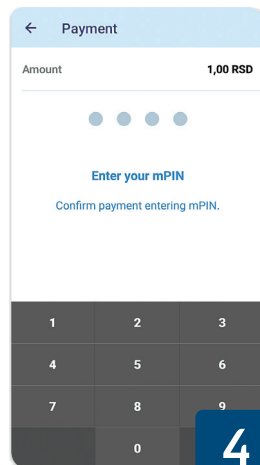 ← Payment
Amount 1,00 RSD
Enter your mPIN
Confirm payment entering mPIN.
1 2 3
4 5 6
7 8 9
0
4